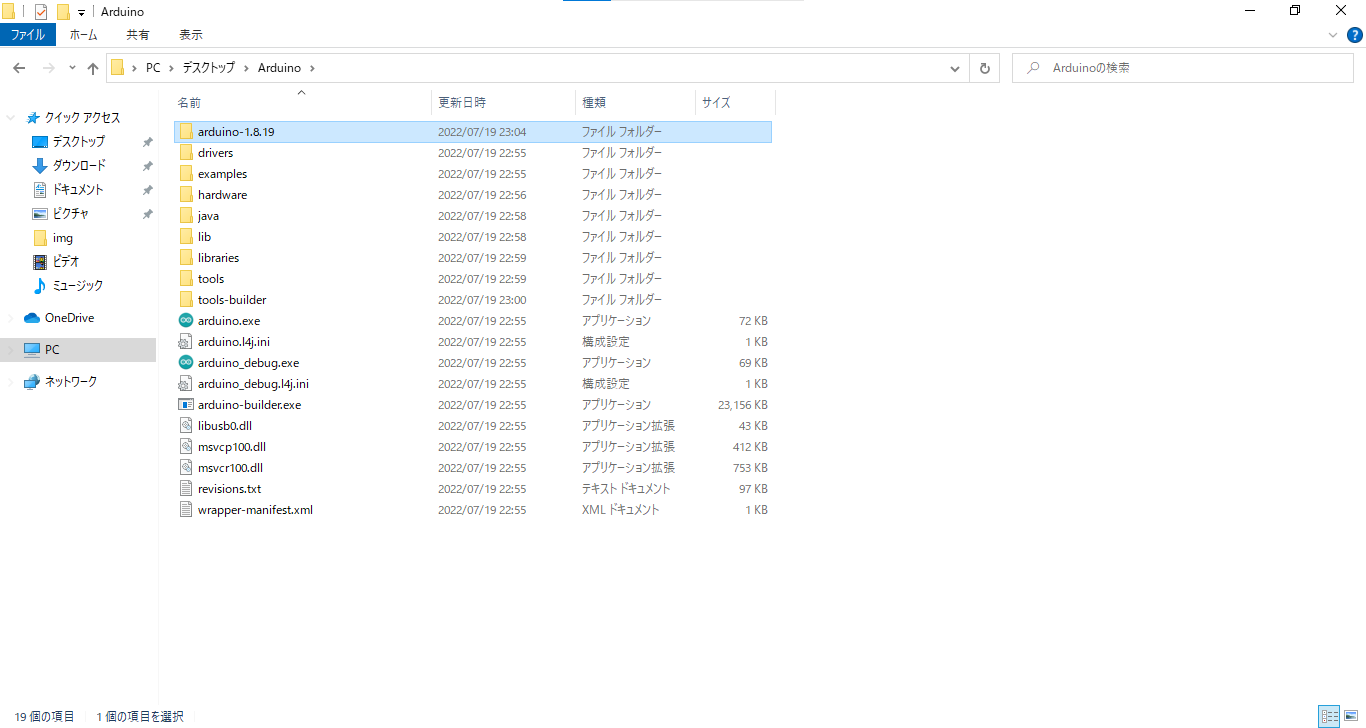 Arduino
ファイル ホーム 共有 表示
PC デスクトップ Arduino Arduinoの検索
名前 更新日時 種類 サイズ
クイック アクセス
デスクトップ
ダウンロード
ドキュメント
ピクチャ
img
ビデオ
ミュージック
OneDrive
PC
ネットワーク
arduino-1.8.19 2022/07/19 23:04 ファイル フォルダー
drivers 2022/07/19 22:55 ファイル フォルダー
examples 2022/07/19 22:55 ファイル フォルダー
hardware 2022/07/19 22:56 ファイル フォルダー
java 2022/07/19 22:58 ファイル フォルダー
lib 2022/07/19 22:58 ファイル フォルダー
libraries 2022/07/19 22:59 ファイル フォルダー
tools 2022/07/19 22:59 ファイル フォルダー
tools-builder 2022/07/19 23:00 ファイル フォルダー
arduino.exe 2022/07/19 22:55 アプリケーション 72 KB
arduino.l4j.ini 2022/07/19 22:55 構成設定 1 KB
arduino_debug.exe 2022/07/19 22:55 アプリケーション 69 KB
arduino_debug.l4j.ini 2022/07/19 22:55 構成設定 1 KB
arduino-builder.exe 2022/07/19 22:55 アプリケーション 23,156 KB
libusb0.dll 2022/07/19 22:55 アプリケーション拡張 43 KB
msvcp100.dll 2022/07/19 22:55 アプリケーション拡張 412 KB
msvcr100.dll 2022/07/19 22:55 アプリケーション拡張 753 KB
revisions.txt 2022/07/19 22:55 テキスト ドキュメント 97 KB
wrapper-manifest.xml 2022/07/19 22:55 XML ドキュメント 1 KB
19 個の項目 1 個の項目を選択